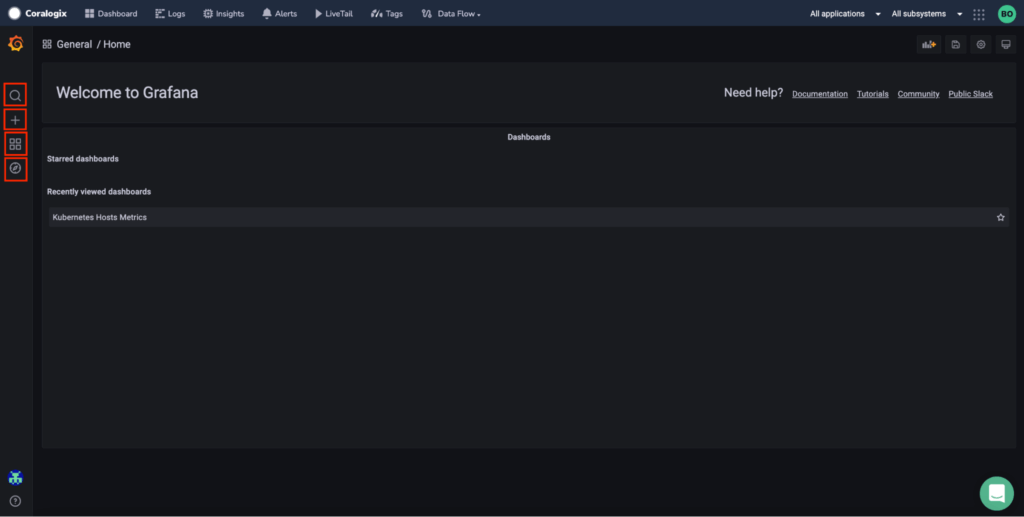 Coralogix Dashboard Logs Insights Alerts LiveTail Tags Data Flow All applications All subsystems BO
General / Home
Welcome to Grafana
Need help? Documentation Tutorials Community Public Slack
Dashboards
Starred dashboards
Recently viewed dashboards
Kubernetes Hosts Metrics